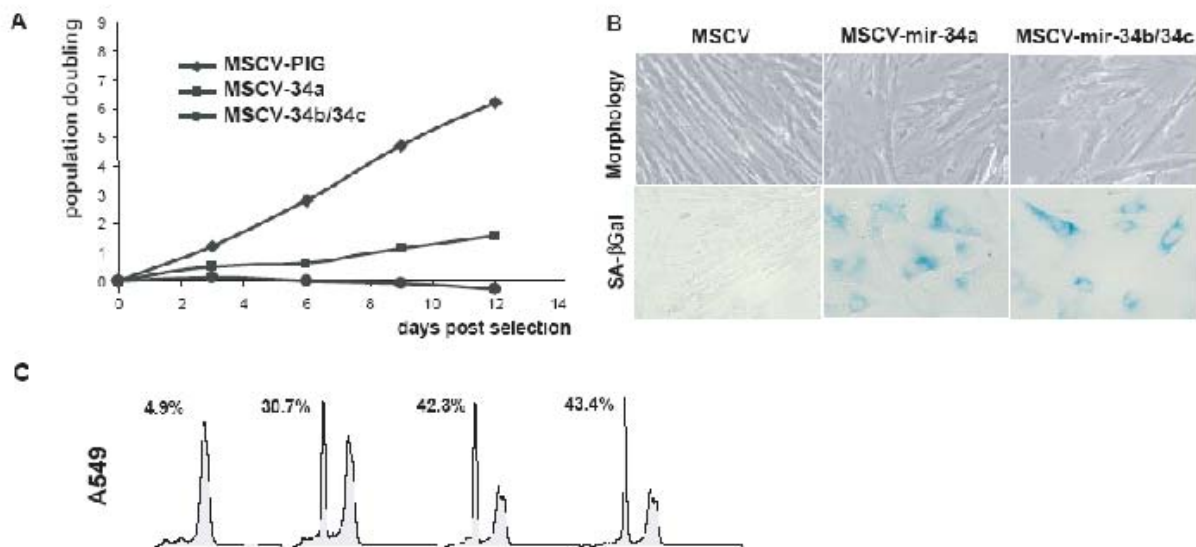 A
9
8
7
6
5
4
3
2
1
0
population doubling
MSCV-PIG
MSCV-34a
MSCV-34b/34c
0 2 4 6 8 10 12 14
days post selection
B
MSCV MSCV-mir-34a MSCV-mir-34b/34c
Morphology
SA-βGal
C
4.9% 30.7% 42.3% 43.4%
A549